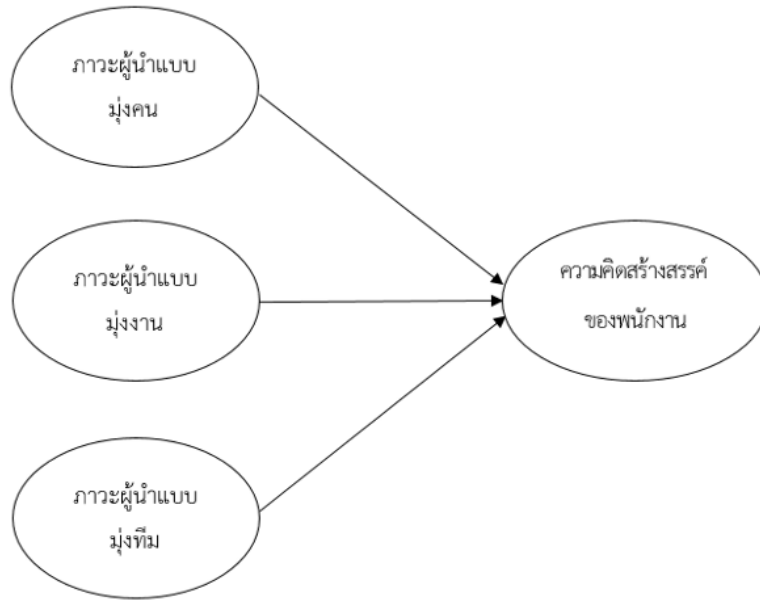 ภาวะผู้นำแบบ
มุ่งคน
ภาวะผู้นำแบบ
มุ่งงาน
ความคิดสร้างสรรค์
ของพนักงาน
ภาวะผู้นำแบบ
มุ่งทีม